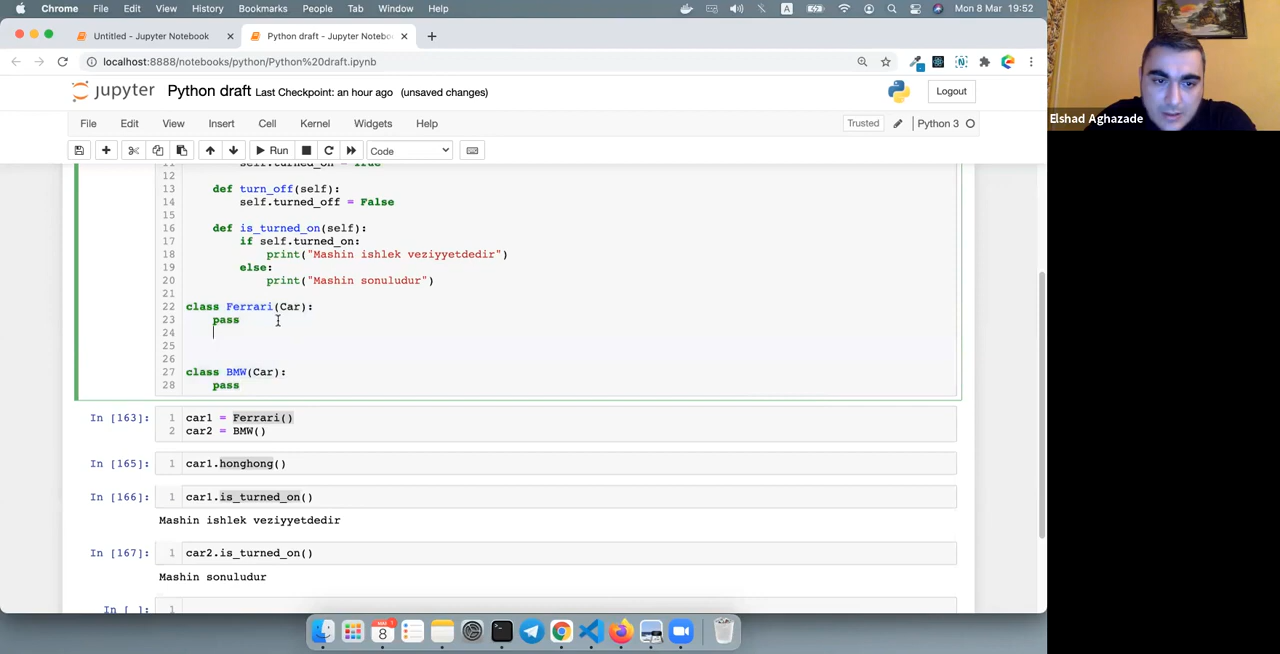 Chrome File Edit View History Bookmarks People Tab Window Help
A Mon 8 Mar 19:52
Untitled - Jupyter Notebook
Python draft - Jupyter Notebo
localhost:8888/notebooks/python/Python%20draft.ipynb
jupyter Python draft Last Checkpoint: an hour ago (unsaved changes)
Logout
File Edit View Insert Cell Kernel Widgets Help
Trusted
Python 3
Run
Code
11 self.turned_on = True
12
13 def turn_off(self):
14 self.turned_off = False
15
16 def is_turned_on(self):
17 if self.turned_on:
18 print("Mashin ishlek veziyyetdedir")
19 else:
20 print("Mashin sonuludur")
21
22 class Ferrari(Car):
23 pass
24
25
26
27 class BMW(Car):
28 pass
In [163]: 1 car1 = Ferrari()
2 car2 = BMW()
In [165]: 1 car1.honghong()
In [166]: 1 car1.is_turned_on()
Mashin ishlek veziyyetdedir
In [167]: 1 car2.is_turned_on()
Mashin sonuludur
In [ ]: 1
Elshad Aghazade
8